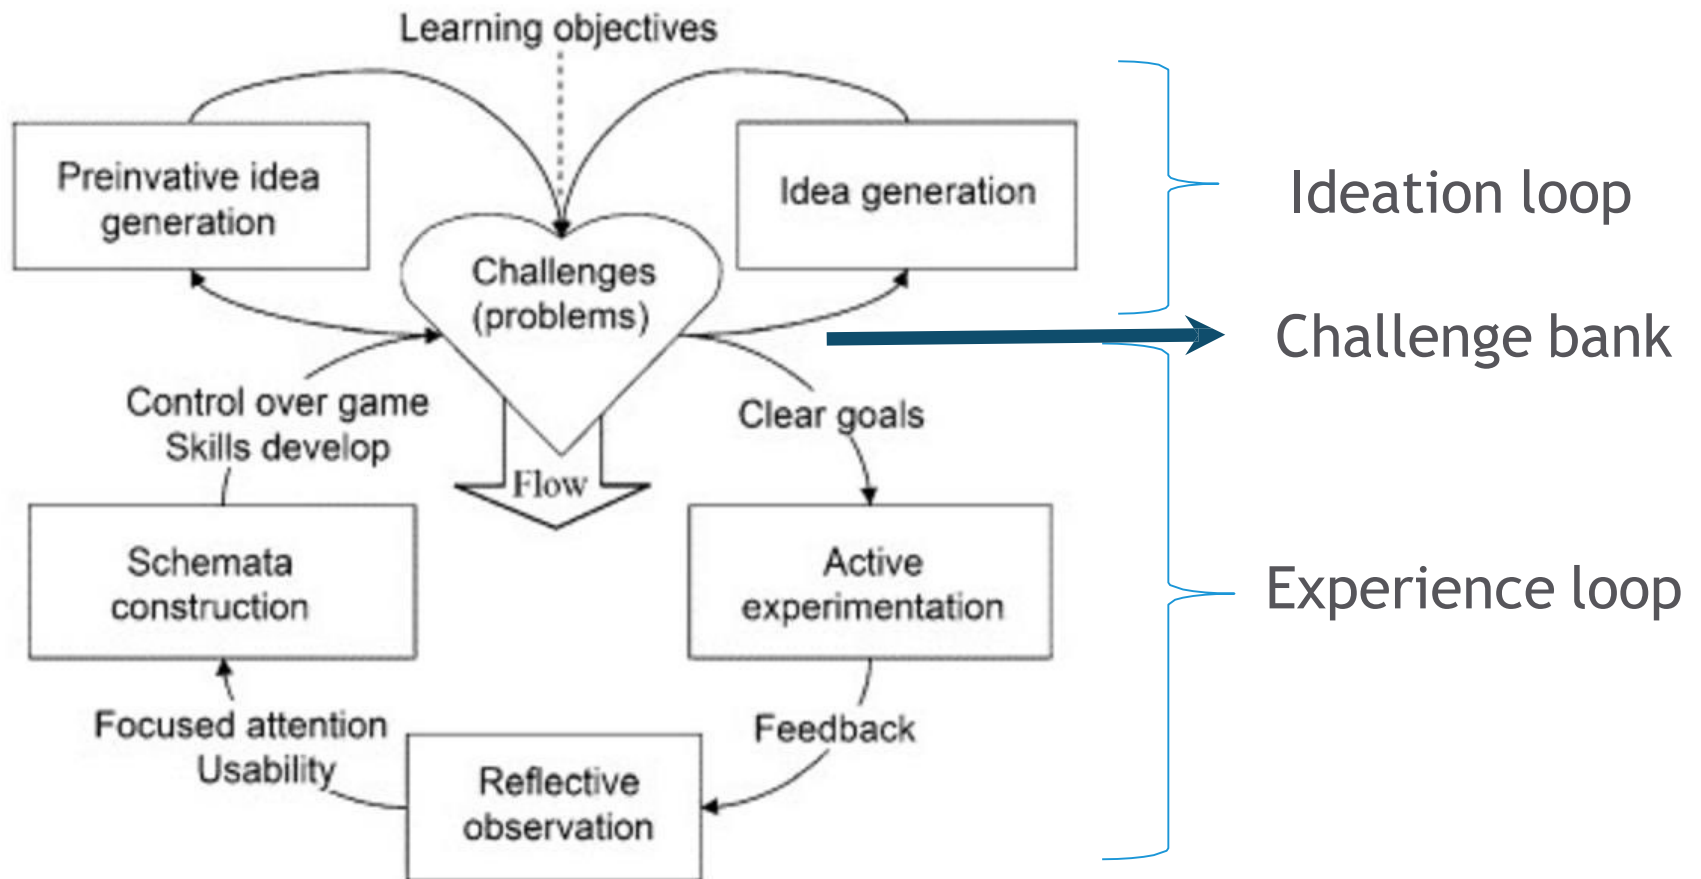 Learning objectives
Preinvative idea
generation
Idea generation
Ideation loop
Challenges
(problems)
Challenge bank
Control over game
Skills develop
Clear goals
Flow
Schemata
construction
Active
experimentation
Experience loop
Focused attention
Usability
Feedback
Reflective
observation